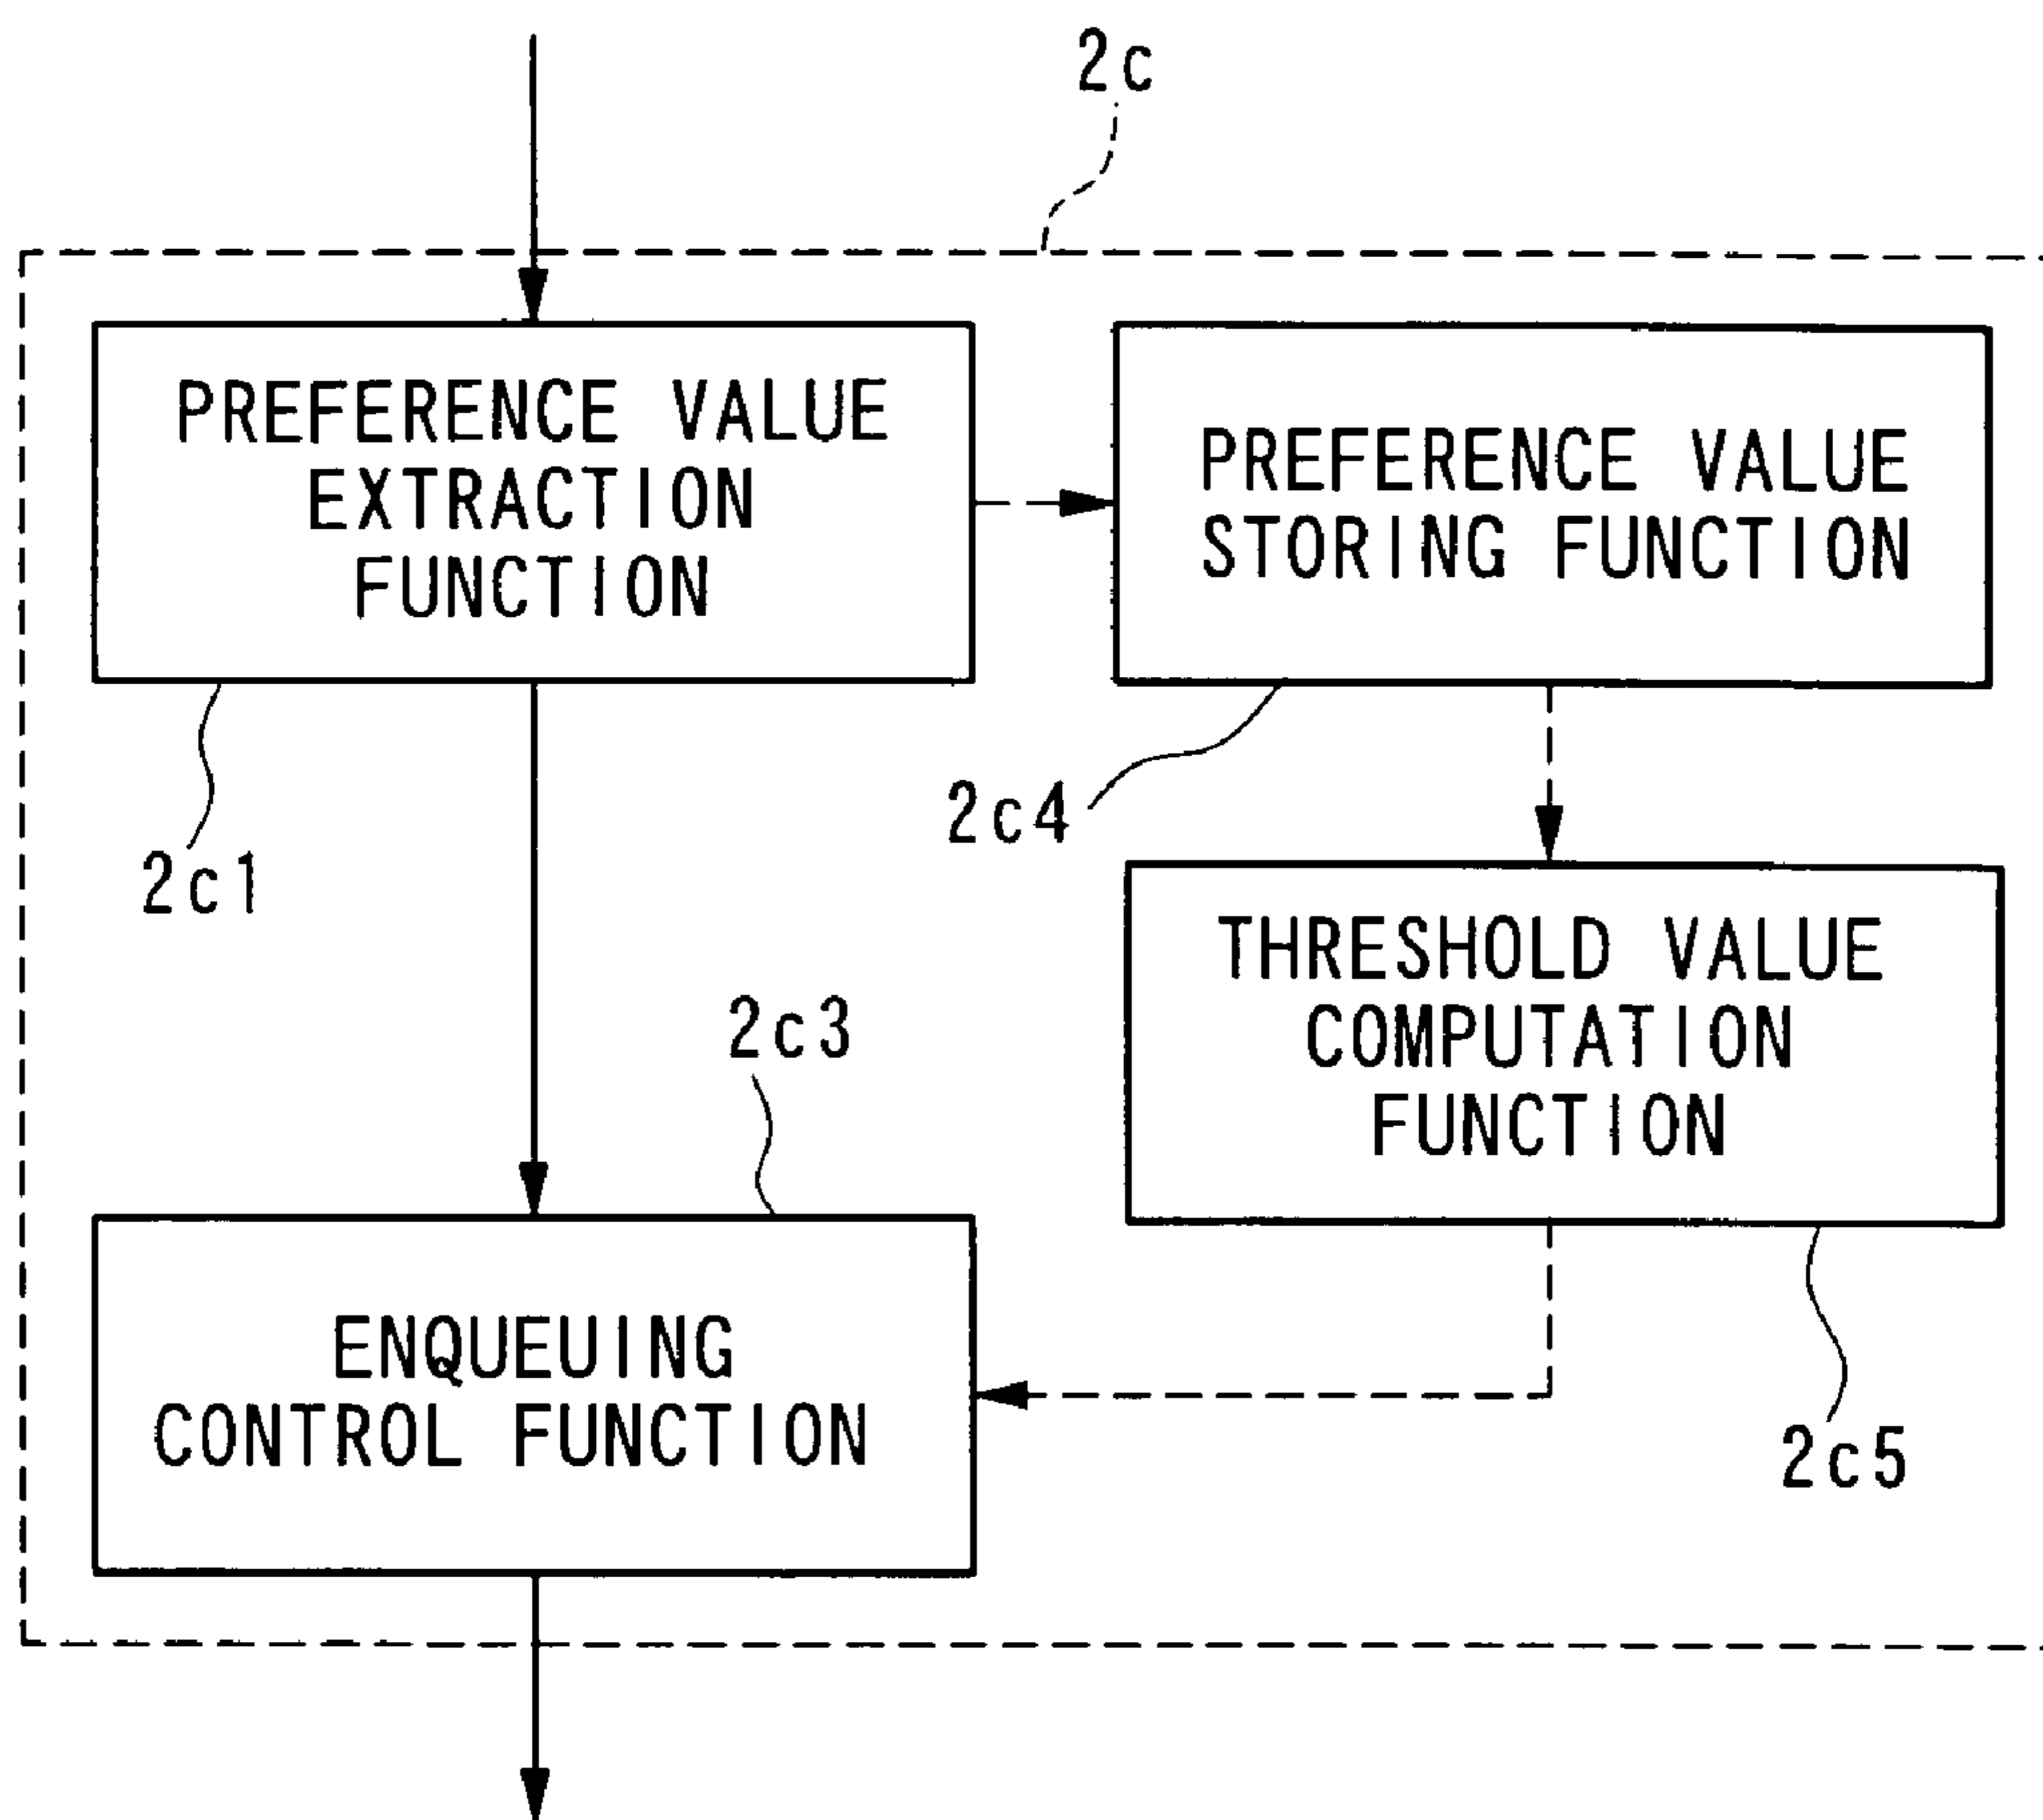 2c
PREFERENCE VALUE
EXTRACTION
FUNCTION
PREFERENCE VALUE
STORING FUNCTION
2c1
2c4
THRESHOLD VALUE
COMPUTATION
FUNCTION
2c3
ENQUEUING
CONTROL FUNCTION
2c5